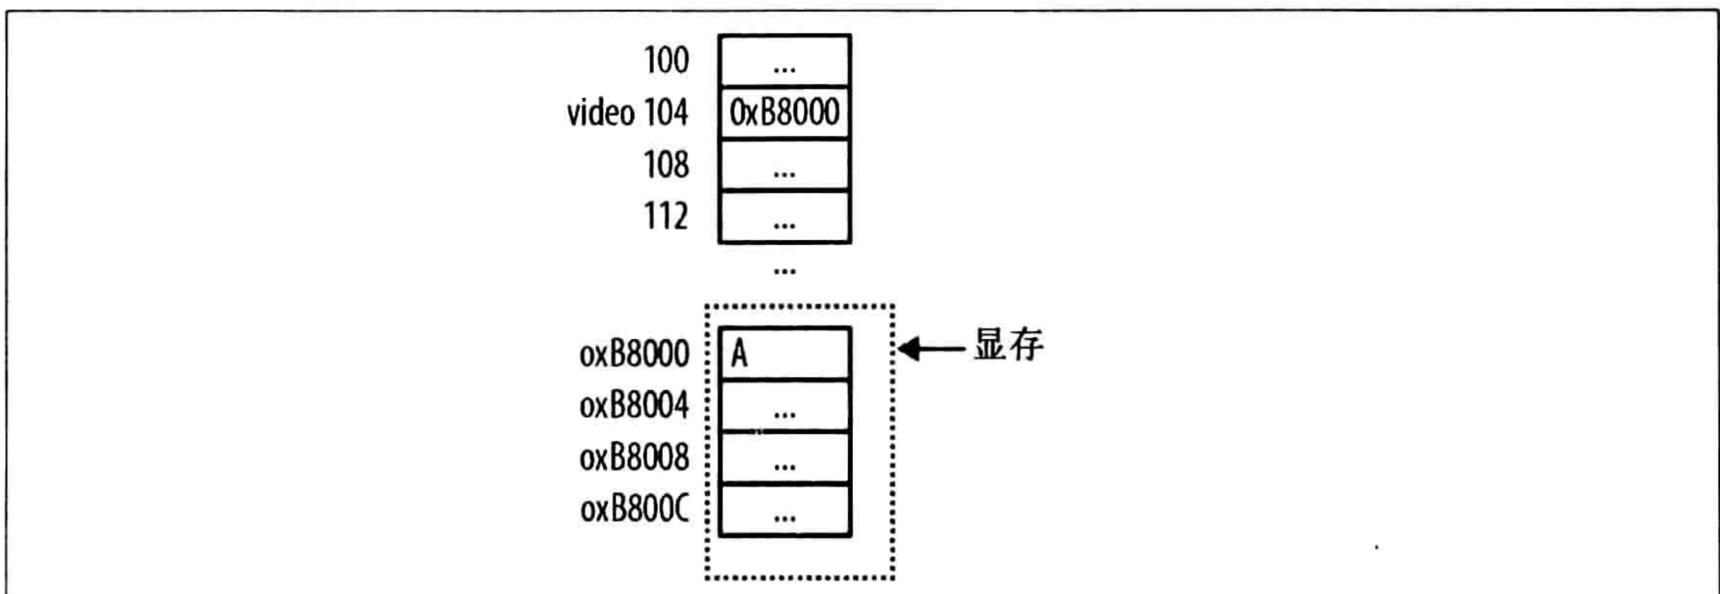 100 ...
video 104 0xB8000
108 ...
112 ...
...
oxB8000 A 显存
oxB8004 ...
oxB8008 ...
oxB800C ...